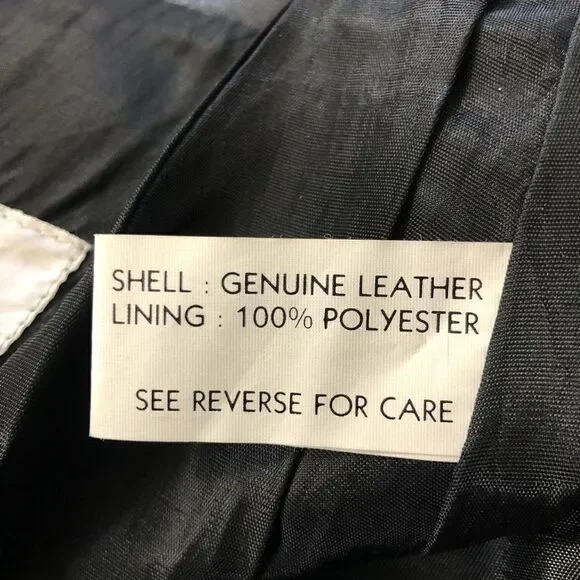 SHELL : GENUINE LEATHER
LINING : 100% POLYESTER
SEE REVERSE FOR CARE